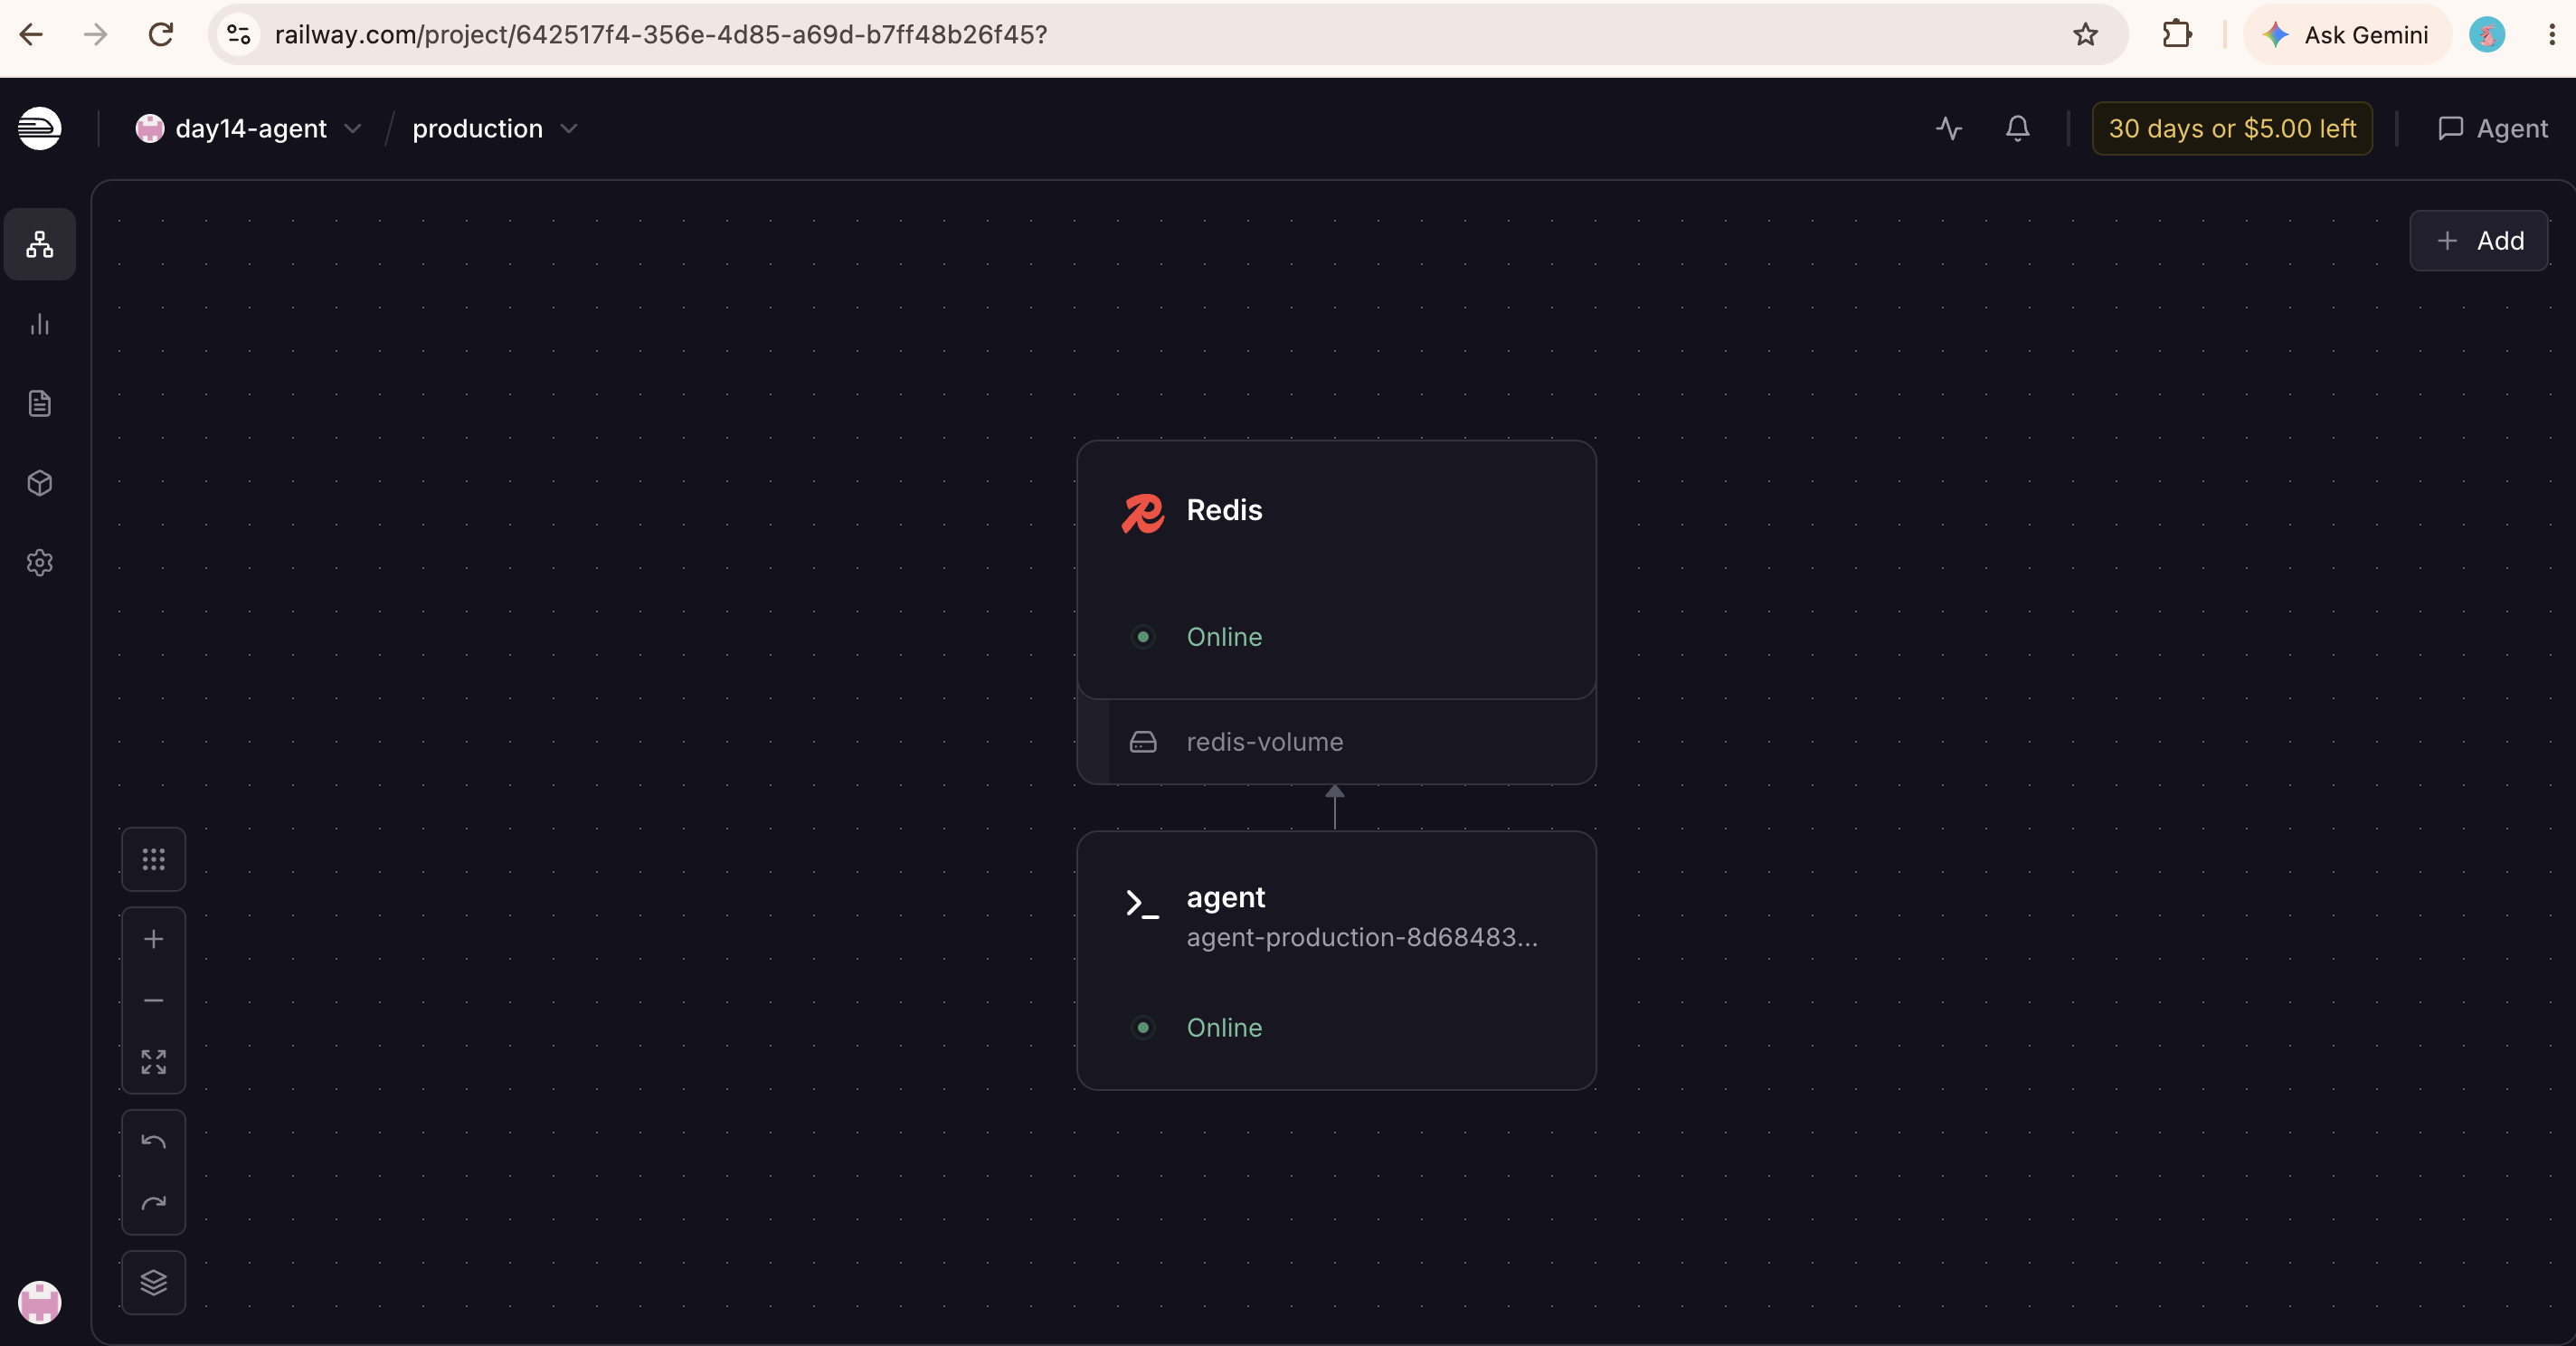 railway.com/project/642517f4-356e-4d85-a69d-b7ff48b26f45?
Ask Gemini
day14-agent / production
30 days or $5.00 left
Agent
+ Add
Redis
Online
redis-volume
agent
agent-production-8d68483...
Online